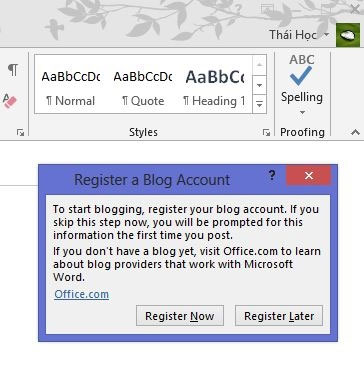 Thái Học
ABC
AaBbCcDc AaBbCcDc AaBbCc
¶ Normal ¶ Quote ¶ Heading 1
Spelling
Styles
Proofing
Register a Blog Account
?
To start blogging, register your blog account. If you
skip this step now, you will be prompted for this
information the first time you post.
If you don't have a blog yet, visit Office.com to learn
about blog providers that work with Microsoft
Word.
Office.com
Register Now Register Later